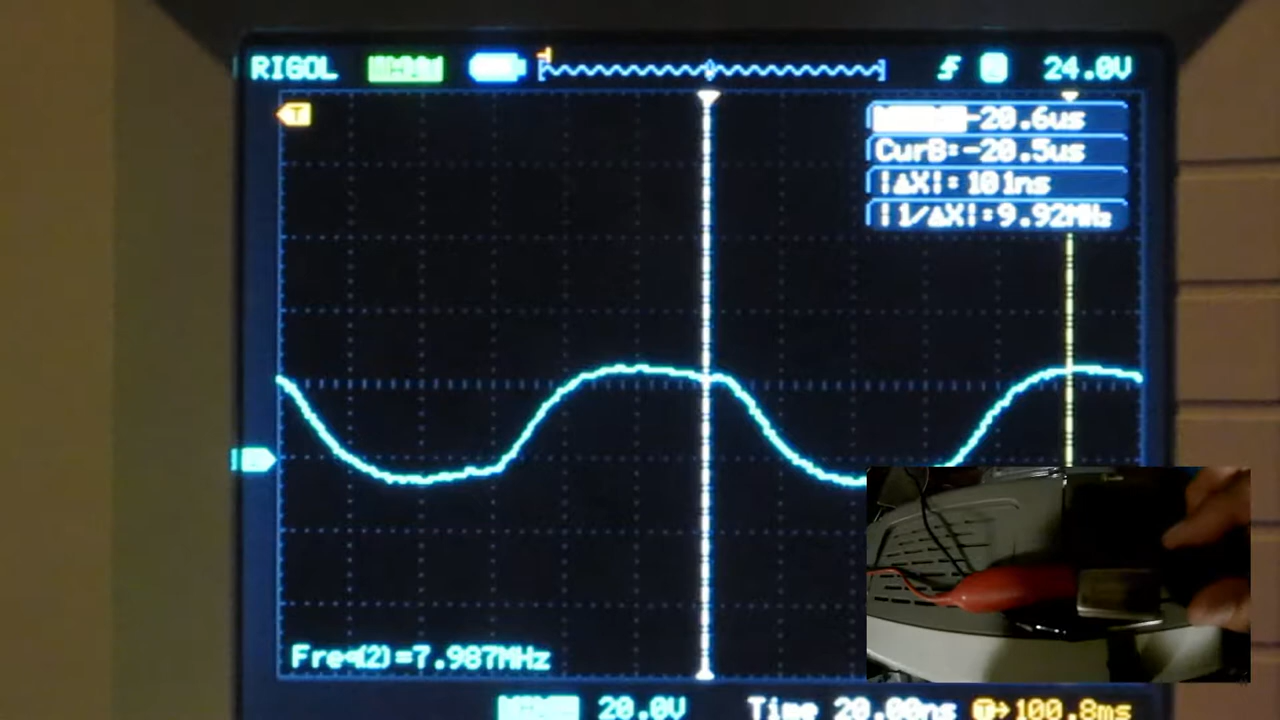 RIGOL 24.0V
T
-20.6us
CurB:-20.5us
|ΔX|: 101ns
|1/ΔX|:9.92MHz
Freq(2)=7.987MHz
20.0V Time 20.00ns T→100.8ms